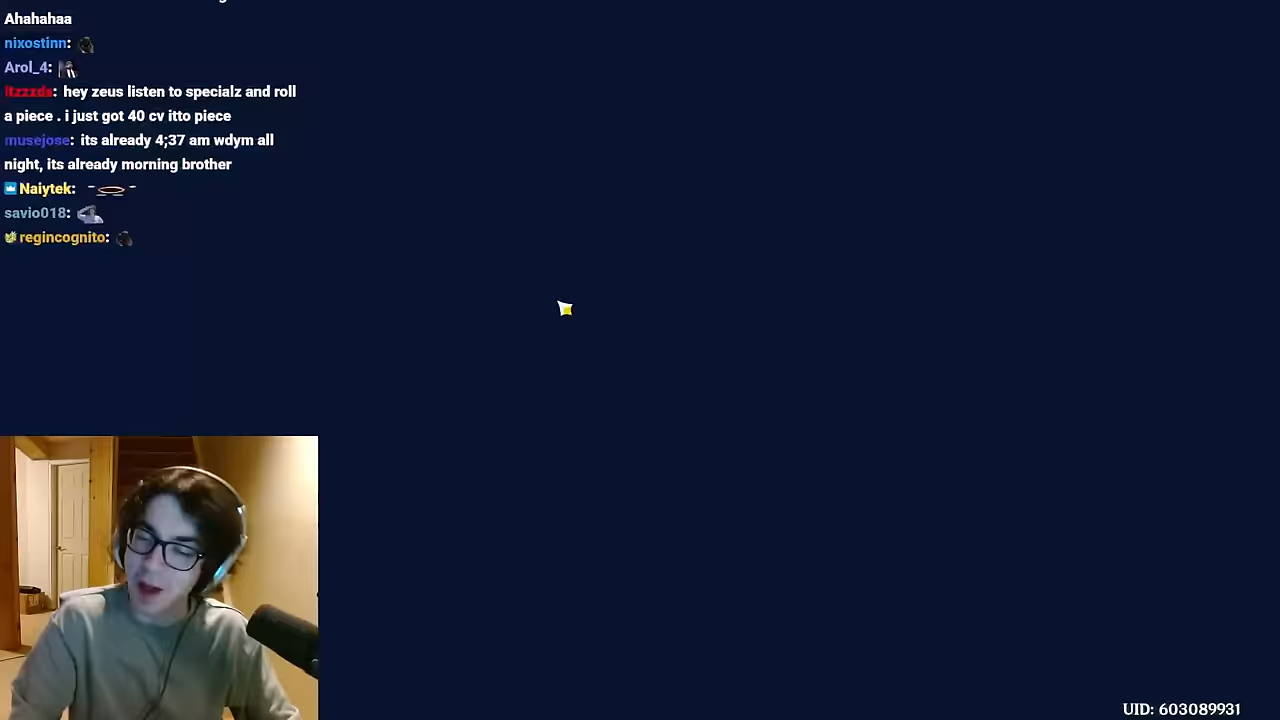 Ahahahaa
nixostinn:
Arol_4:
itzzzds: hey zeus listen to specialz and roll
a piece . i just got 40 cv itto piece
musejose: its already 4;37 am wdym all
night, its already morning brother
Naiytek:
savio018:
regincognito:
UID: 603089931